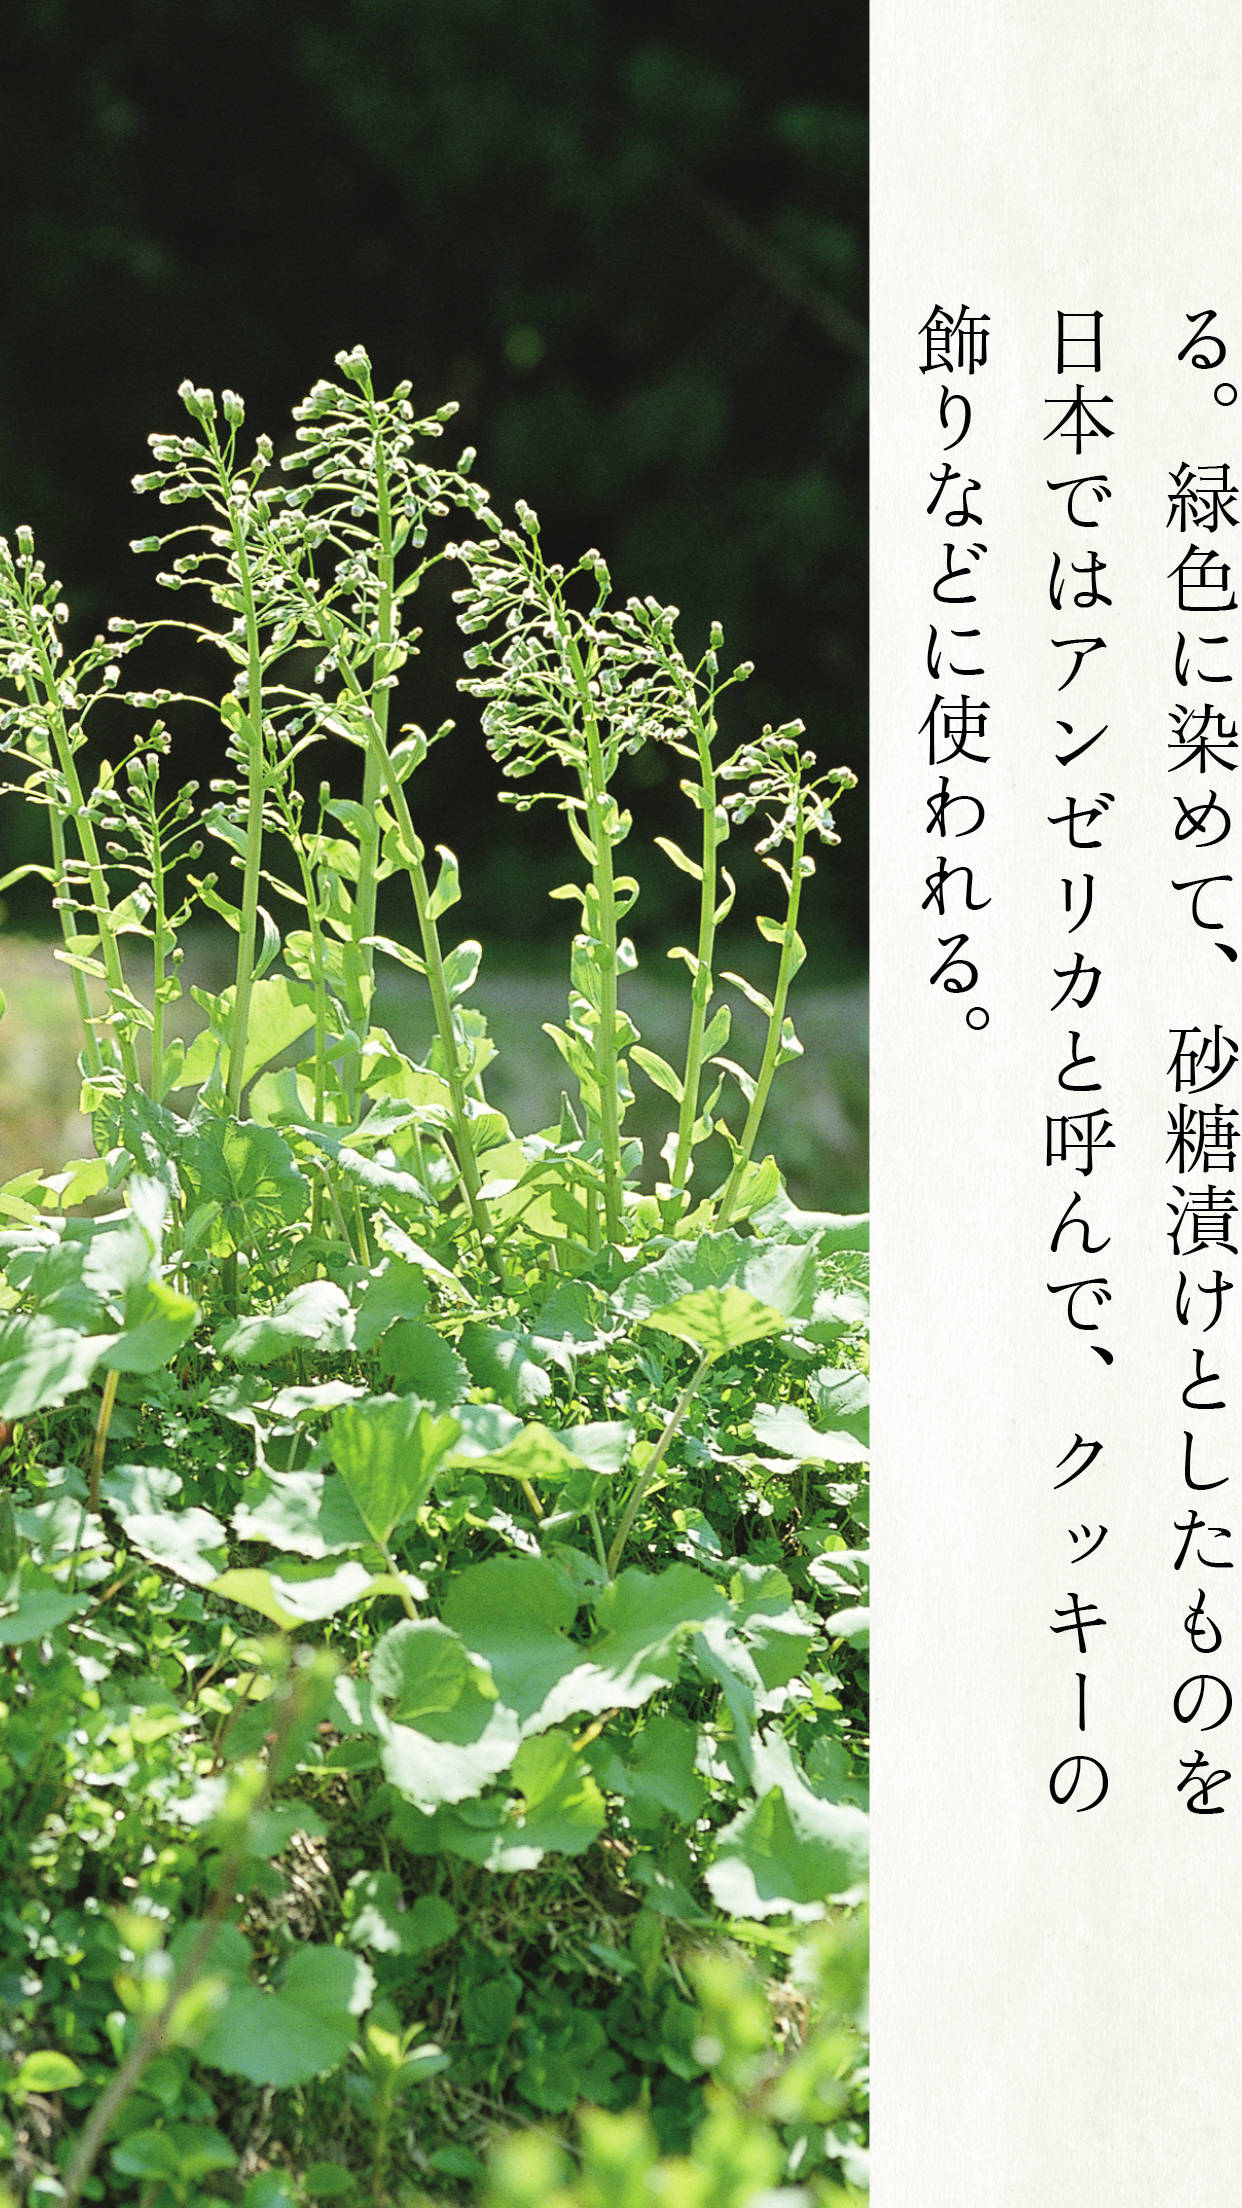 る。緑色に染めて、砂糖漬けとしたものを
日本ではアンゼリカと呼んで、クッキーの
飾りなどに使われる。